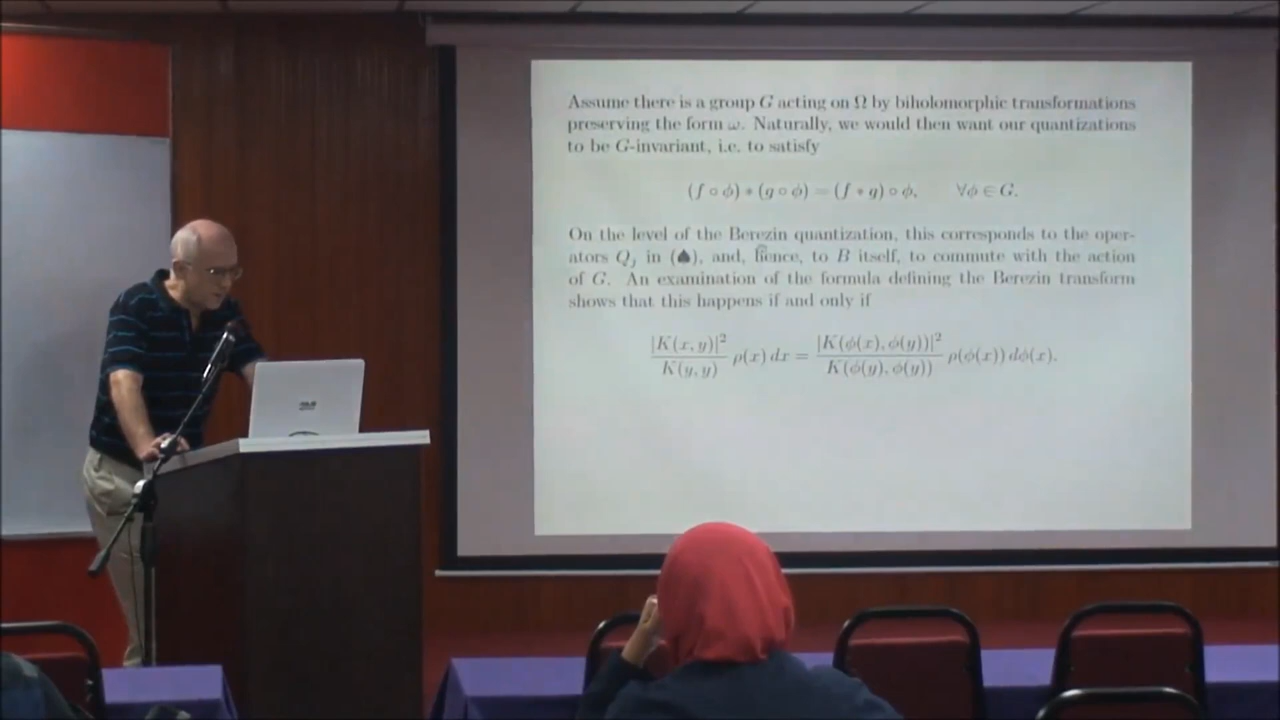 Assume there is a group G acting on Ω by biholomorphic transformations
preserving the form ω. Naturally, we would then want our quantizations
to be G-invariant, i.e. to satisfy
(f ∘ ϕ) * (g ∘ ϕ) = (f * g) ∘ ϕ, ∀ϕ ∈ G.
On the level of the Berezin quantization, this corresponds to the oper-
ators Qj in (♠), and, hence, to B itself, to commute with the action
of G. An examination of the formula defining the Berezin transform
shows that this happens if and only if
|K(x, y)|² / K(y, y) ρ(x) dx = |K(ϕ(x), ϕ(y))|² / K(ϕ(y), ϕ(y)) ρ(ϕ(x)) dϕ(x).